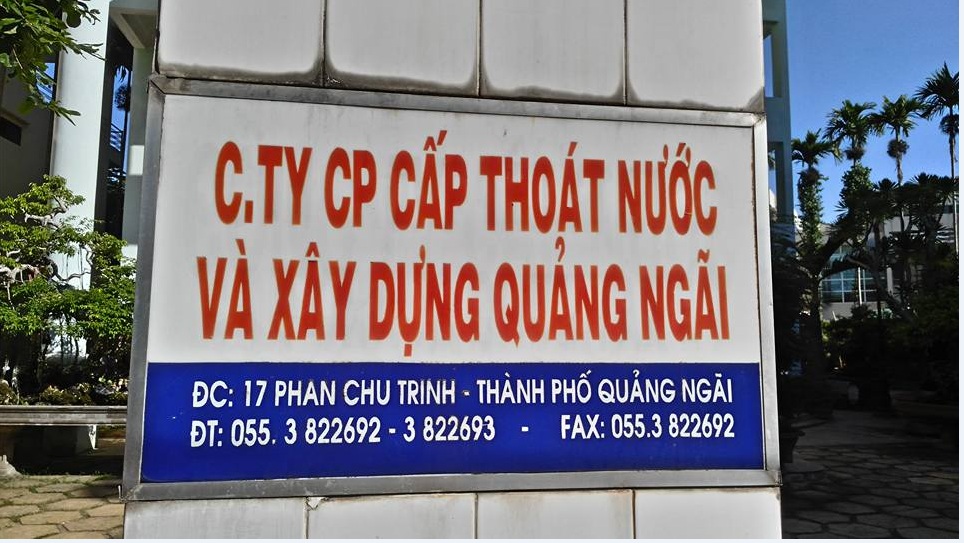 C.TY CP CẤP THOÁT NƯỚC
VÀ XÂY DỰNG QUẢNG NGÃI
ĐC: 17 PHAN CHU TRINH - THÀNH PHỐ QUẢNG NGÃI
ĐT: 055. 3 822692 - 3 822693 - FAX: 055.3 822692